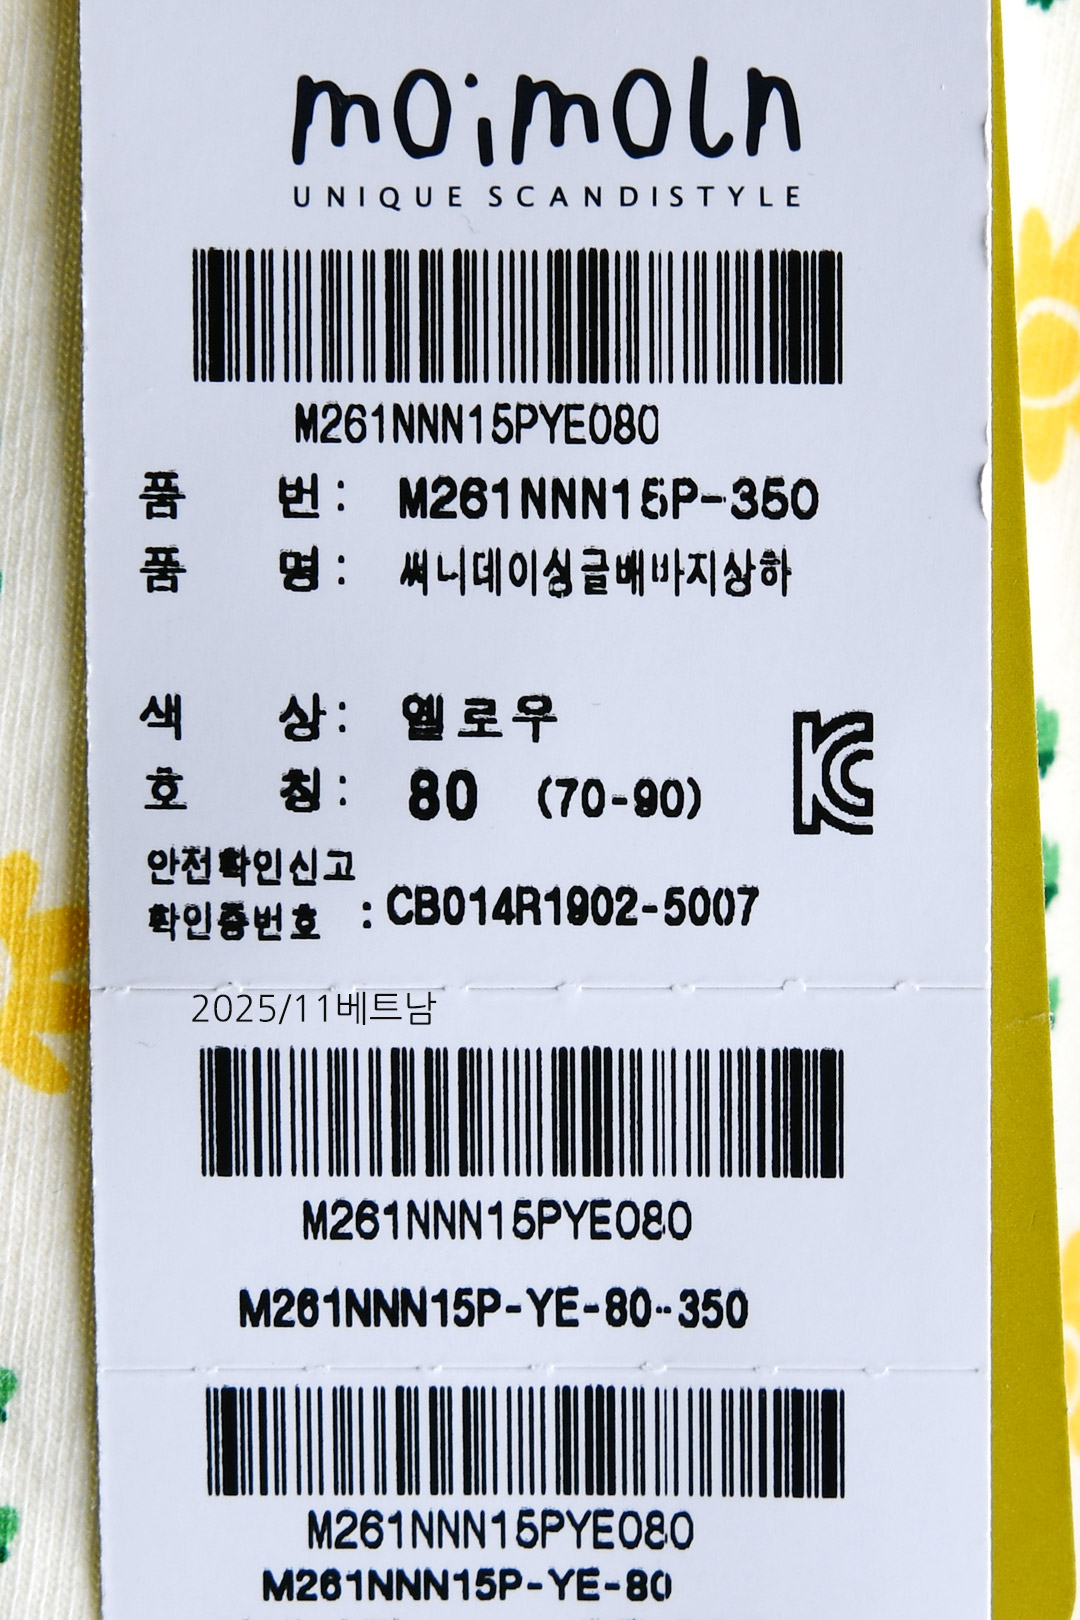 moimoln
UNIQUE SCANDISTYLE
M261NNN15PYE080
품 번 : M261NNN15P-350
품 명 : 써니데이싱글배바지상하
색 상 : 옐로우
호 칭 : 80 (70-90)
안전확인신고
확인증번호 : CB014R1902-5007
2025/11베트남
M261NNN15PYE080
M261NNN15P-YE-80-350
M261NNN15PYE080
M261NNN15P-YE-80